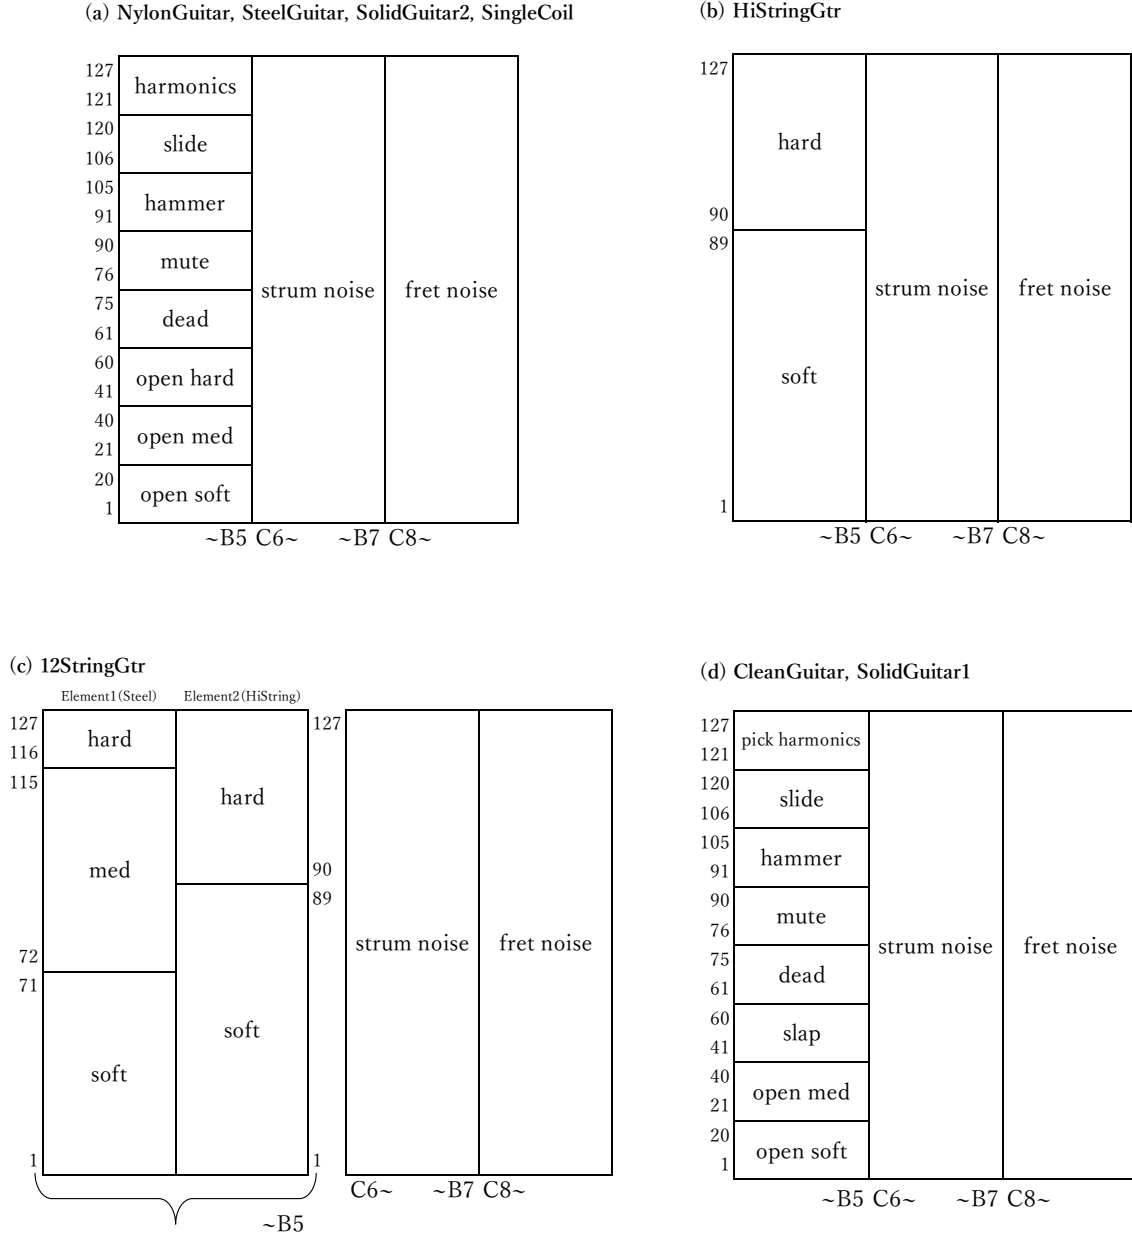 (a) NylonGuitar, SteelGuitar, SolidGuitar2, SingleCoil
127
harmonics
121
120
slide
106
105
hammer
91
90
mute
76
75
dead
61
60
open hard
41
40
open med
21
20
open soft
1
strum noise
fret noise
~B5 C6~ ~B7 C8~
(b) HiStringGtr
127
hard
90
89
soft
1
strum noise
fret noise
~B5 C6~ ~B7 C8~
(c) 12StringGtr
Element1(Steel) Element2(HiString)
127
hard
116
115
med
72
71
soft
1
127
hard
90
89
soft
1
~B5
strum noise
fret noise
C6~ ~B7 C8~
(d) CleanGuitar, SolidGuitar1
127
pick harmonics
121
120
slide
106
105
hammer
91
90
mute
76
75
dead
61
60
slap
41
40
open med
21
20
open soft
1
strum noise
fret noise
~B5 C6~ ~B7 C8~